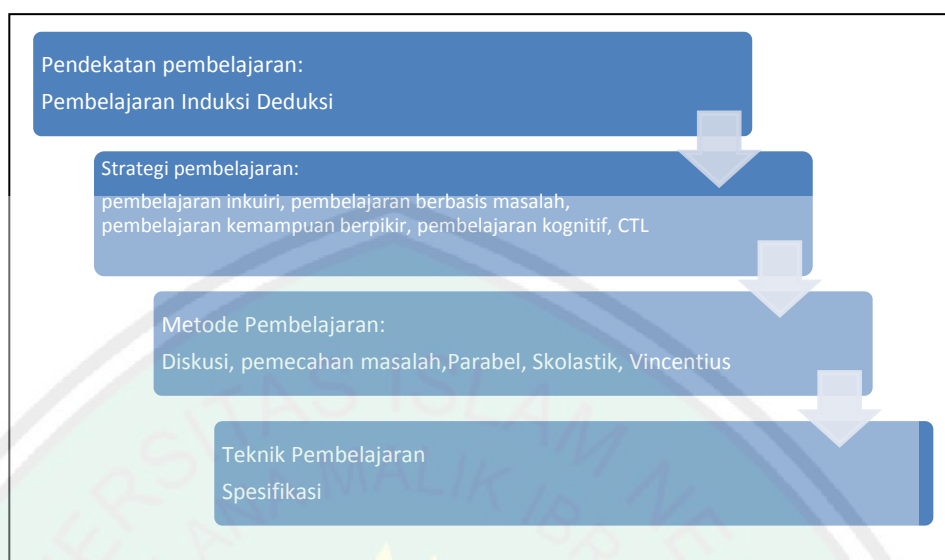 Pendekatan pembelajaran:
Pembelajaran Induksi Deduksi
Strategi pembelajaran:
pembelajaran inkuiri, pembelajaran berbasis masalah,
pembelajaran kemampuan berpikir, pembelajaran kognitif, CTL
Metode Pembelajaran:
Diskusi, pemecahan masalah,Parabel, Skolastik, Vincentius
Teknik Pembelajaran
Spesifikasi